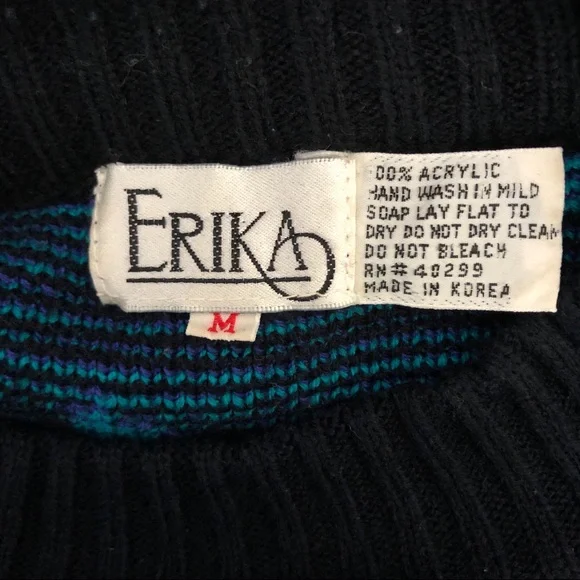 ERIKA
M
00% ACRYLIC
HAND WASH IN MILD
SOAP LAY FLAT TO
DRY DO NOT DRY CLEAN
DO NOT BLEACH
RN# 40299
MADE IN KOREA